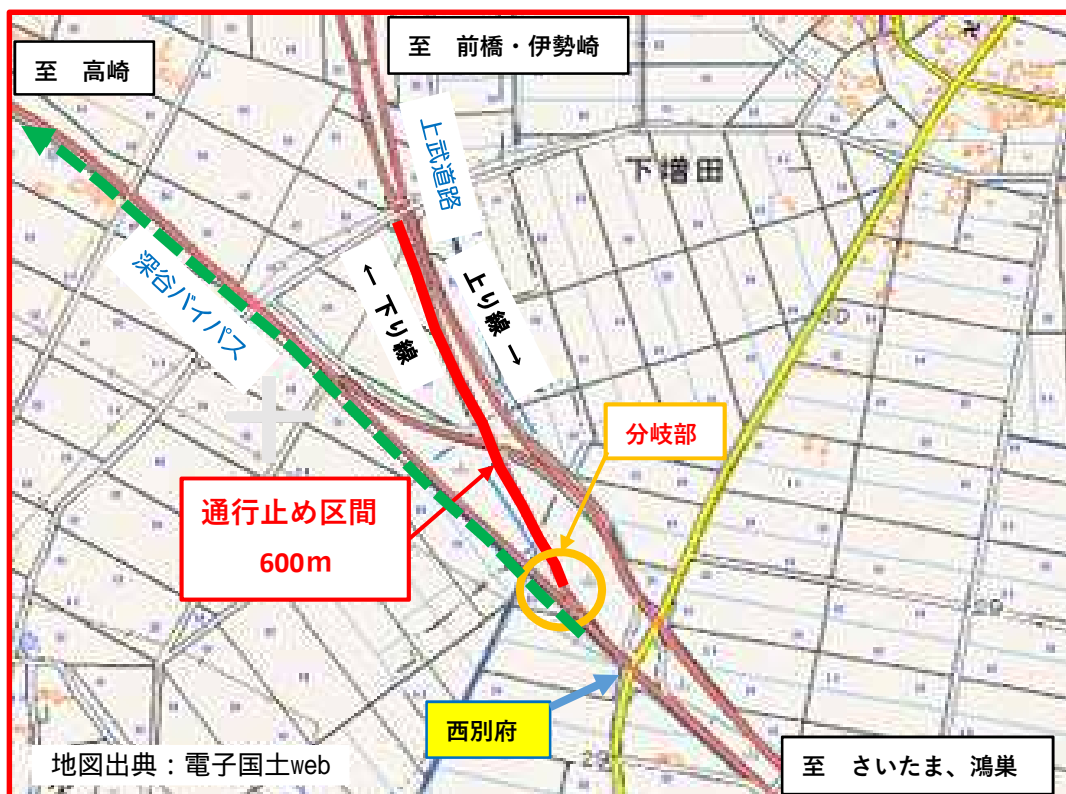 至 前橋・伊勢崎
至 高崎
上武道路
下増田
深谷バイパス
← 下り線
上り線 →
分岐部
通行止め区間
600m
西別府
地図出典：電子国土web
至 さいたま、鴻巣
29